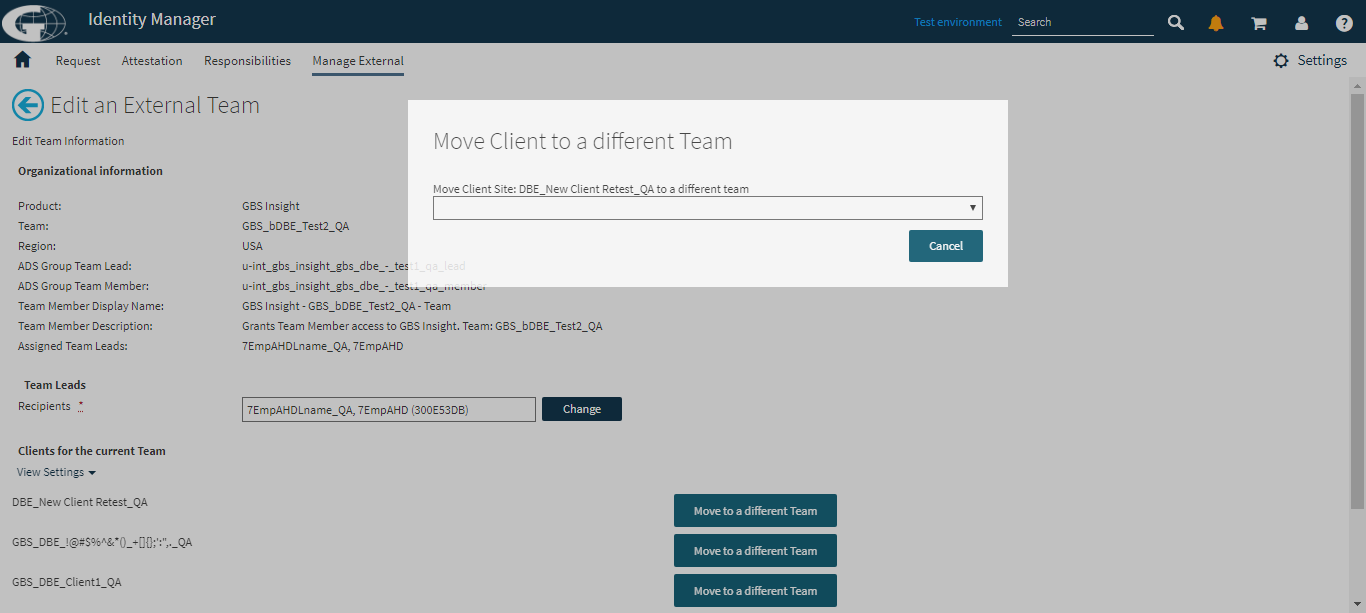 Identity Manager
Test environment
Search
Request
Attestation
Responsibilities
Manage External
Settings
Edit an External Team
Edit Team Information
Organizational information
Product: GBS Insight
Team: GBS_bDBE_Test2_QA
Region: USA
ADS Group Team Lead: u-int_gbs_insight_gbs_dbe_-_test1_qa_lead
ADS Group Team Member: u-int_gbs_insight_gbs_dbe_-_test1_qa_member
Team Member Display Name: GBS Insight - GBS_bDBE_Test2_QA - Team
Team Member Description: Grants Team Member access to GBS Insight. Team: GBS_bDBE_Test2_QA
Assigned Team Leads: 7EmpAHDLname_QA, 7EmpAHD
Move Client to a different Team
Move Client Site: DBE_New Client Retest_QA to a different team
Cancel
Team Leads
Recipients * 7EmpAHDLname_QA, 7EmpAHD (300E53DB) Change
Clients for the current Team
View Settings
DBE_New Client Retest_QA Move to a different Team
GBS_DBE_!@#$%^&*()_+[]{};':",._QA Move to a different Team
GBS_DBE_Client1_QA Move to a different Team